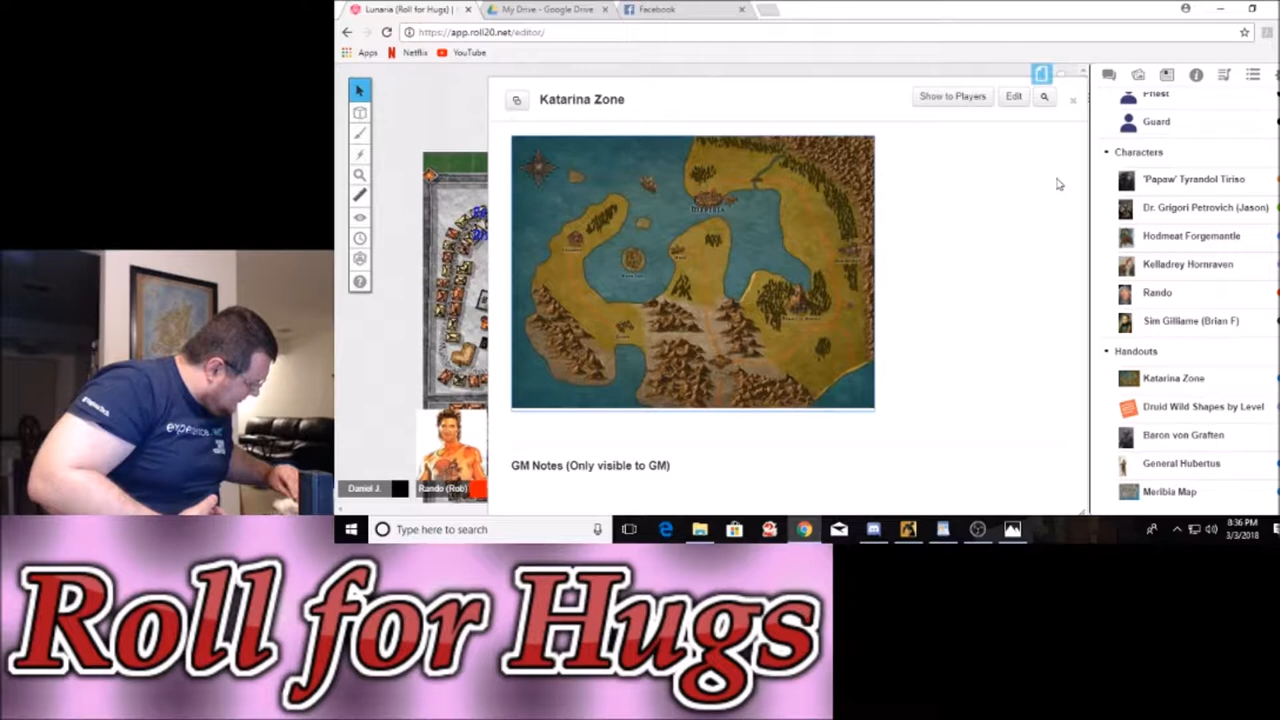 Lunaria (Roll for Hugs) |
My Drive - Google Drive
Facebook
https://app.roll20.net/editor/
Apps
Netflix
YouTube
Katarina Zone
Show to Players
Edit
GM Notes (Only visible to GM)
Priest
Guard
Characters
'Papaw' Tyrandol Tiriso
Dr. Grigori Petrovich (Jason)
Hodmeat Forgemantle
Kelladrey Hornraven
Rando
Sim Gilliame (Brian F)
Handouts
Katarina Zone
Druid Wild Shapes by Level
Baron von Graften
General Hubertus
Meribia Map
Daniel J.
Rando (Rob)
Type here to search
8:36 PM
3/3/2018
Roll for Hugs